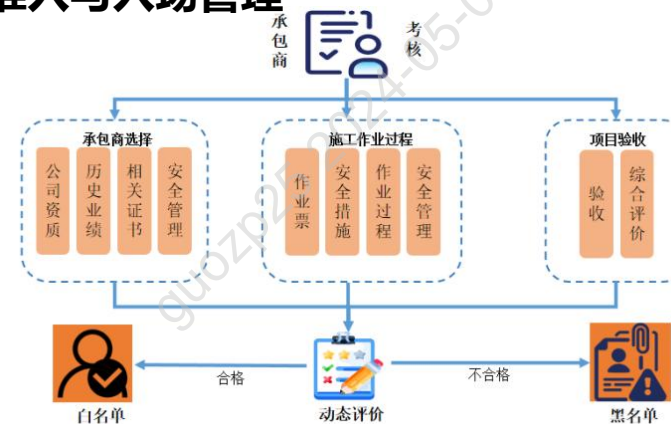 准入与入场管理
承包商
考核
承包商选择
施工作业过程
项目验收
公司资质
历史业绩
相关证书
安全管理
作业票
安全措施
作业过程
安全管理
验收
综合评价
合格
不合格
白名单
动态评价
黑名单